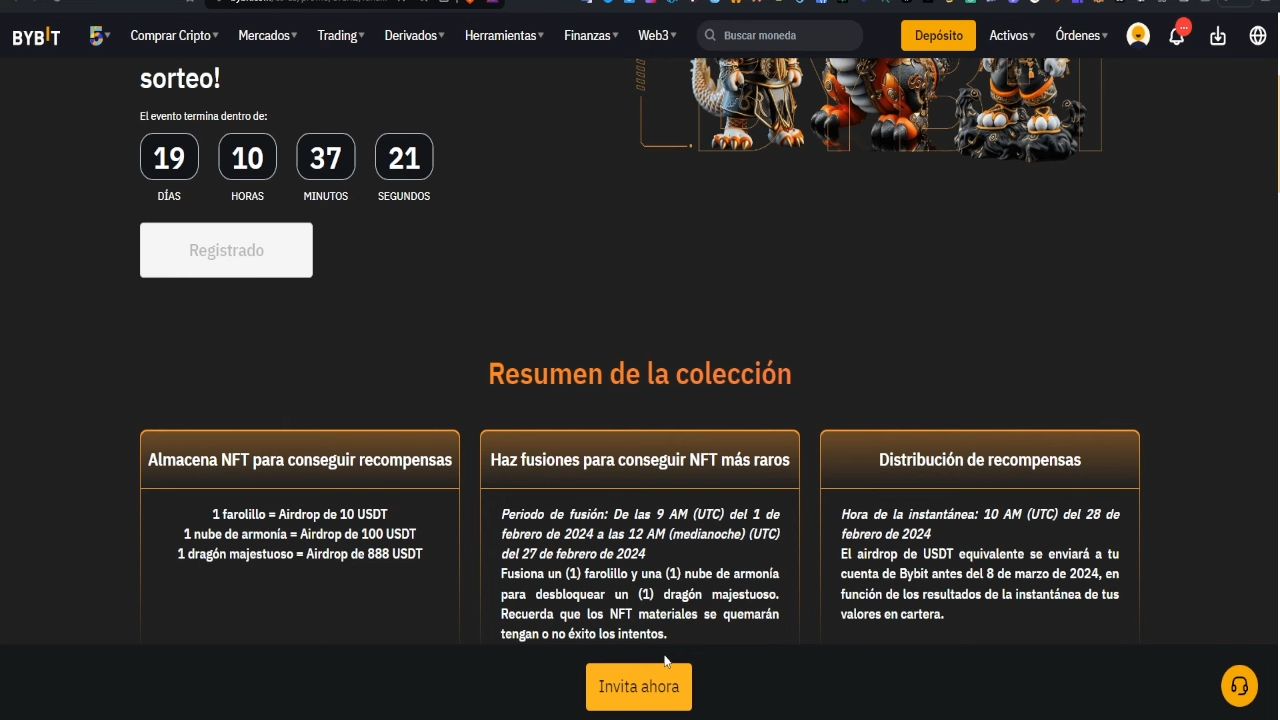 BYBIT
Comprar Cripto
Mercados
Trading
Derivados
Herramientas
Finanzas
Web3
Buscar moneda
Depósito
Activos
Órdenes
sorteo!
El evento termina dentro de:
19 10 37 21
DÍAS HORAS MINUTOS SEGUNDOS
Registrado
Resumen de la colección
Almacena NFT para conseguir recompensas
1 farolillo = Airdrop de 10 USDT
1 nube de armonía = Airdrop de 100 USDT
1 dragón majestuoso = Airdrop de 888 USDT
Haz fusiones para conseguir NFT más raros
Periodo de fusión: De las 9 AM (UTC) del 1 de
febrero de 2024 a las 12 AM (medianoche) (UTC)
del 27 de febrero de 2024
Fusiona un (1) farolillo y una (1) nube de armonía
para desbloquear un (1) dragón majestuoso.
Recuerda que los NFT materiales se quemarán
tengan o no éxito los intentos.
Distribución de recompensas
Hora de la instantánea: 10 AM (UTC) del 28 de
febrero de 2024
El airdrop de USDT equivalente se enviará a tu
cuenta de Bybit antes del 8 de marzo de 2024, en
función de los resultados de la instantánea de tus
valores en cartera.
Invita ahora